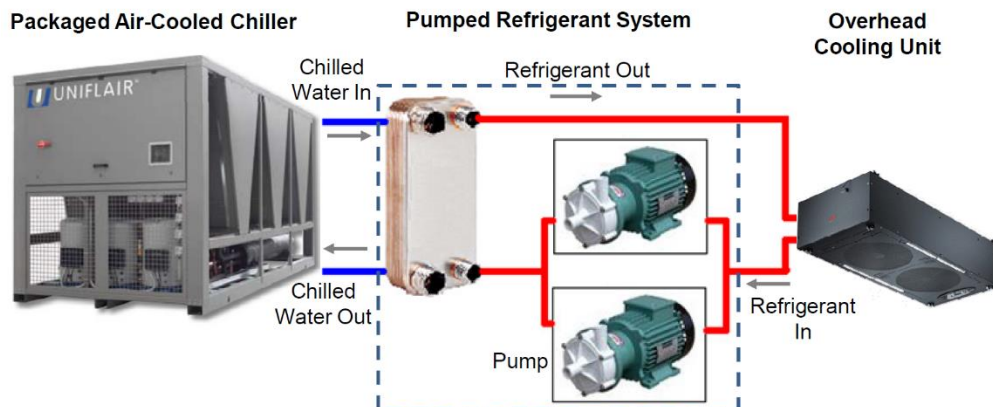 Packaged Air-Cooled Chiller
Pumped Refrigerant System
Overhead
Cooling Unit
UNIFLAIR™
Chilled
Water In
Refrigerant Out
Chilled
Water Out
Pump
Refrigerant
In